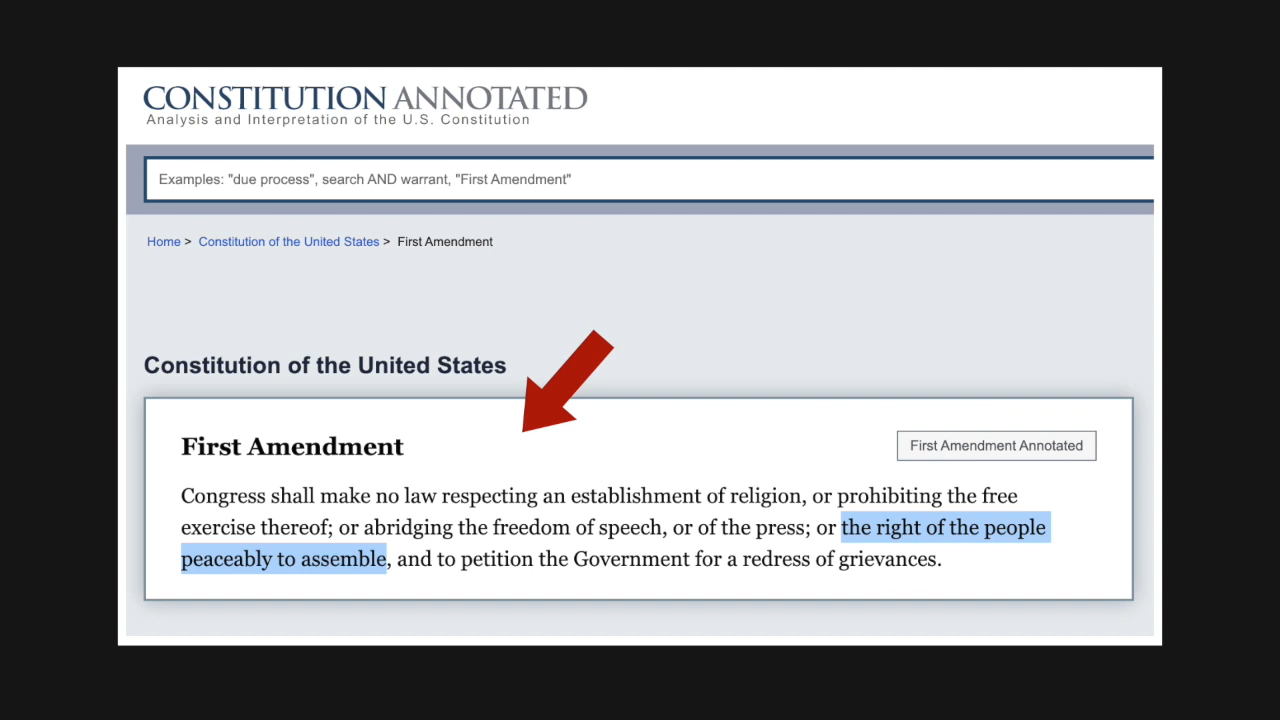 CONSTITUTION ANNOTATED
Analysis and Interpretation of the U.S. Constitution
Examples: "due process", search AND warrant, "First Amendment"
Home > Constitution of the United States > First Amendment
Constitution of the United States
First Amendment
First Amendment Annotated
Congress shall make no law respecting an establishment of religion, or prohibiting the free
exercise thereof; or abridging the freedom of speech, or of the press; or the right of the people
peaceably to assemble, and to petition the Government for a redress of grievances.